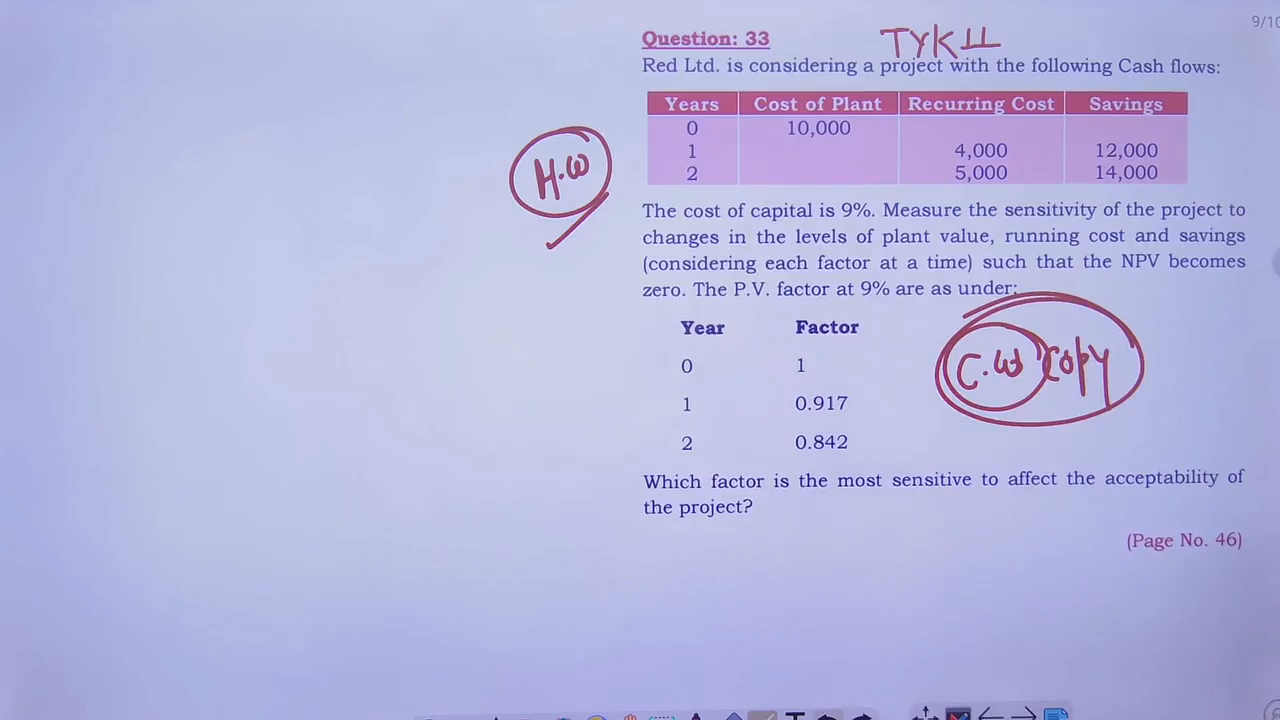 9/10
Question: 33 TYK 11
Red Ltd. is considering a project with the following Cash flows:
Years Cost of Plant Recurring Cost Savings
0 10,000
1 4,000 12,000
2 5,000 14,000
H.W
The cost of capital is 9%. Measure the sensitivity of the project to
changes in the levels of plant value, running cost and savings
(considering each factor at a time) such that the NPV becomes
zero. The P.V. factor at 9% are as under:
Year Factor
0 1
1 0.917
2 0.842
C.W Copy
Which factor is the most sensitive to affect the acceptability of
the project?
(Page No. 46)